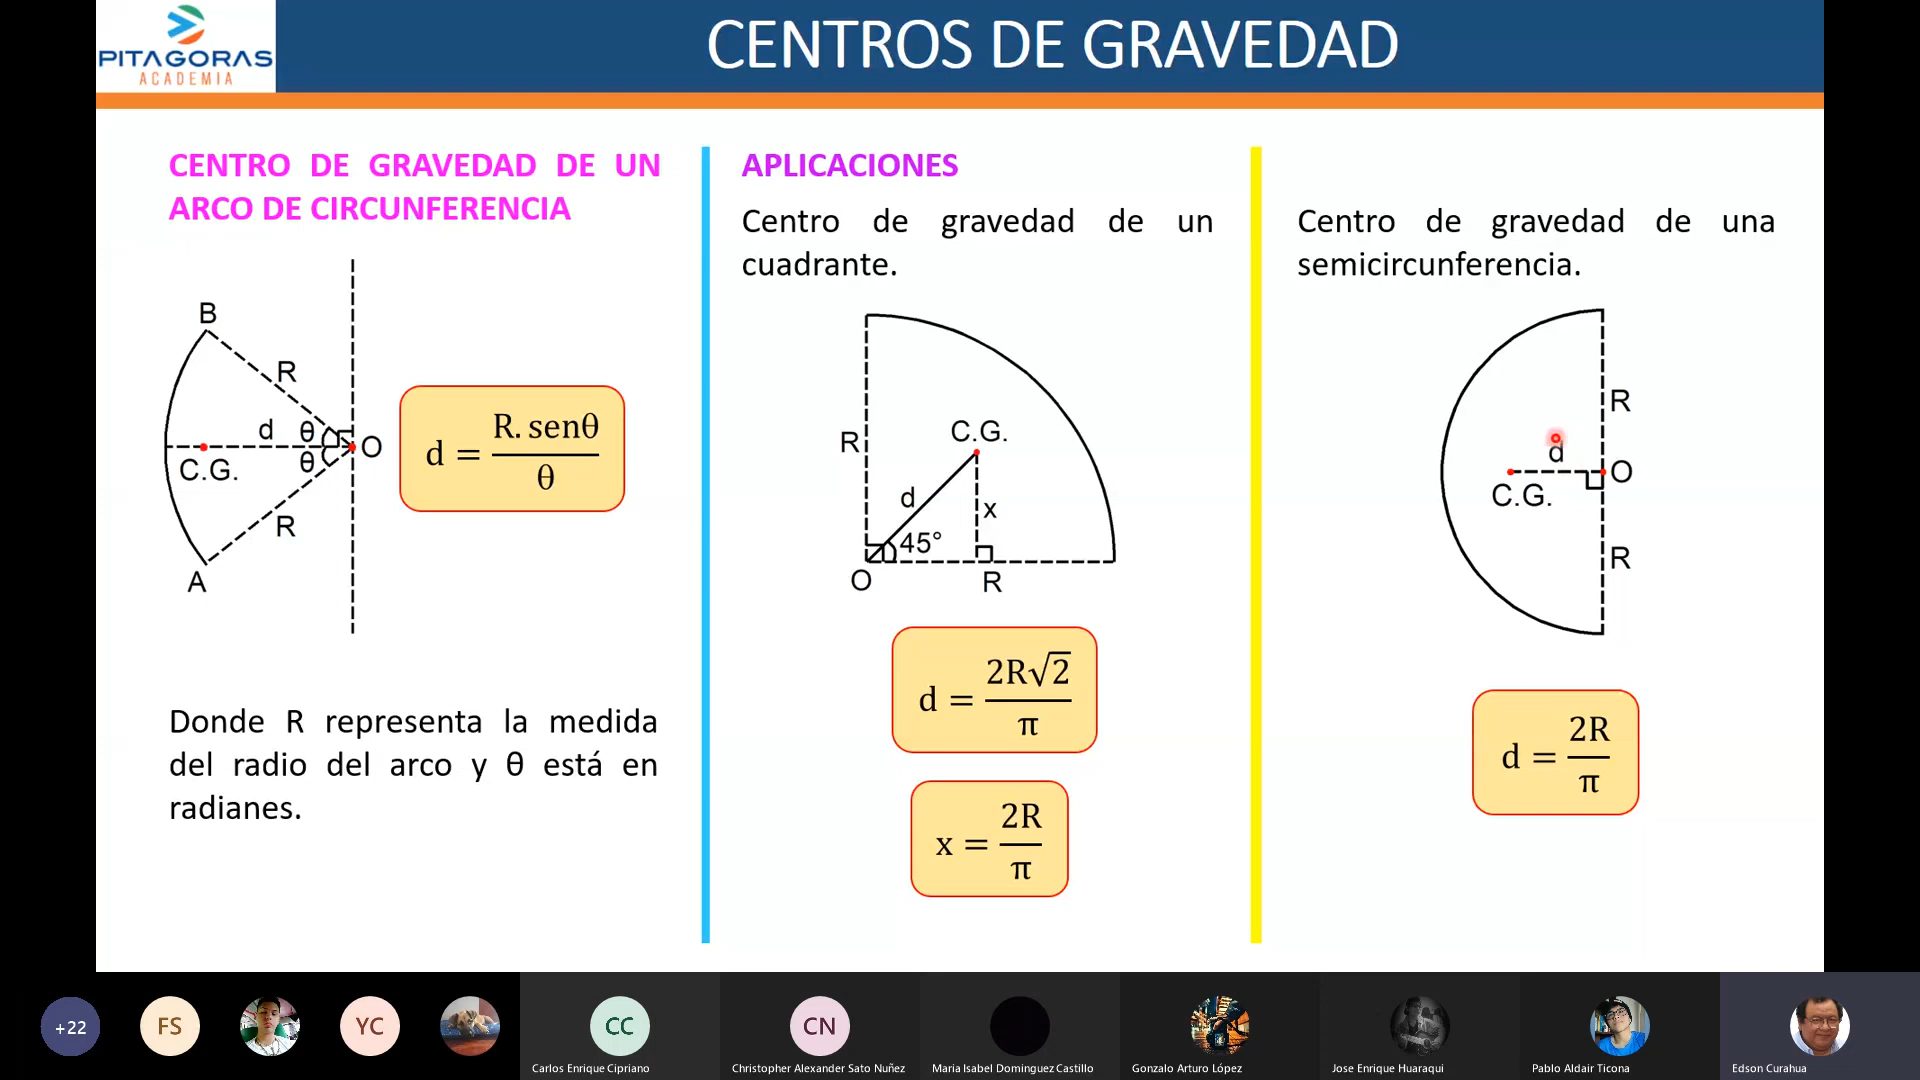 PITAGORAS
ACADEMIA
CENTROS DE GRAVEDAD
CENTRO DE GRAVEDAD DE UN
ARCO DE CIRCUNFERENCIA
B
R
d
θ
θ
O
C.G.
R
A
d = R. senθ / θ
Donde R representa la medida
del radio del arco y θ está en
radianes.
APLICACIONES
Centro de gravedad de un
cuadrante.
R
C.G.
d
x
45°
O
R
d = 2R√2 / π
x = 2R / π
Centro de gravedad de una
semicircunferencia.
R
d
O
C.G.
R
d = 2R / π
+22
FS
YC
CC
CN
Carlos Enrique Cipriano
Christopher Alexander Sato Nuñez
Maria Isabel Dominguez Castillo
Gonzalo Arturo López
Jose Enrique Huaraqui
Pablo Aldair Ticona
Edson Curahua